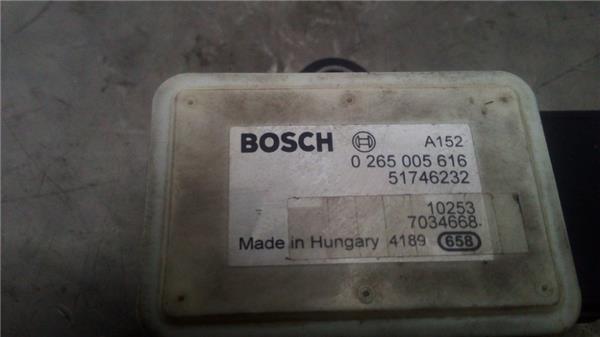 BOSCH A152
0 265 005 616
51746232
10253
7034668
Made in Hungary 4189 658